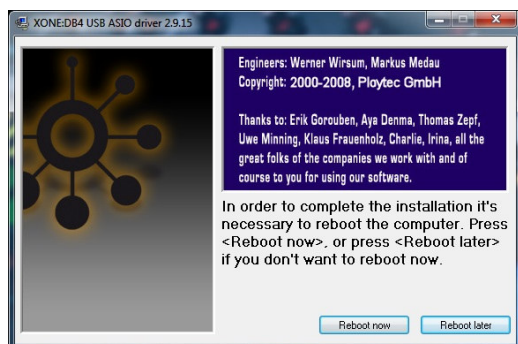 XONE:DB4 USB ASIO driver 2.9.15
Engineers: Werner Wirsum, Markus Medau
Copyright: 2000-2008, Ploytec GmbH
Thanks to: Erik Gorouben, Aya Denma, Thomas Zepf,
Uwe Minning, Klaus Frauenholz, Charlie, Irina, all the
great folks of the companies we work with and of
course to you for using our software.
In order to complete the installation it's
necessary to reboot the computer. Press
<Reboot now>, or press <Reboot later>
if you don't want to reboot now.
Reboot now
Reboot later